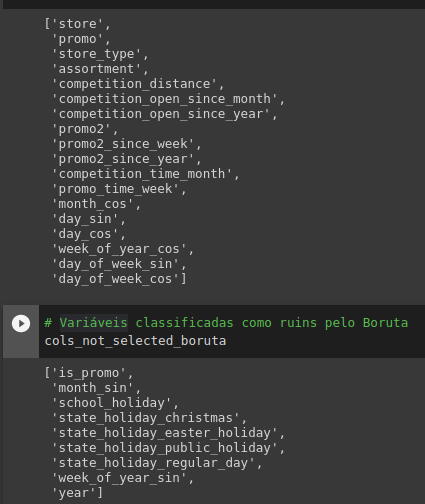 ['store',
'promo',
'store_type',
'assortment',
'competition_distance',
'competition_open_since_month',
'competition_open_since_year',
'promo2',
'promo2_since_week',
'promo2_since_year',
'competition_time_month',
'promo_time_week',
'month_cos',
'day_sin',
'day_cos',
'week_of_year_cos',
'day_of_week_sin',
'day_of_week_cos']
# Variáveis classificadas como ruins pelo Boruta
cols_not_selected_boruta
['is_promo',
'month_sin',
'school_holiday',
'state_holiday_christmas',
'state_holiday_easter_holiday',
'state_holiday_public_holiday',
'state_holiday_regular_day',
'week_of_year_sin',
'year']